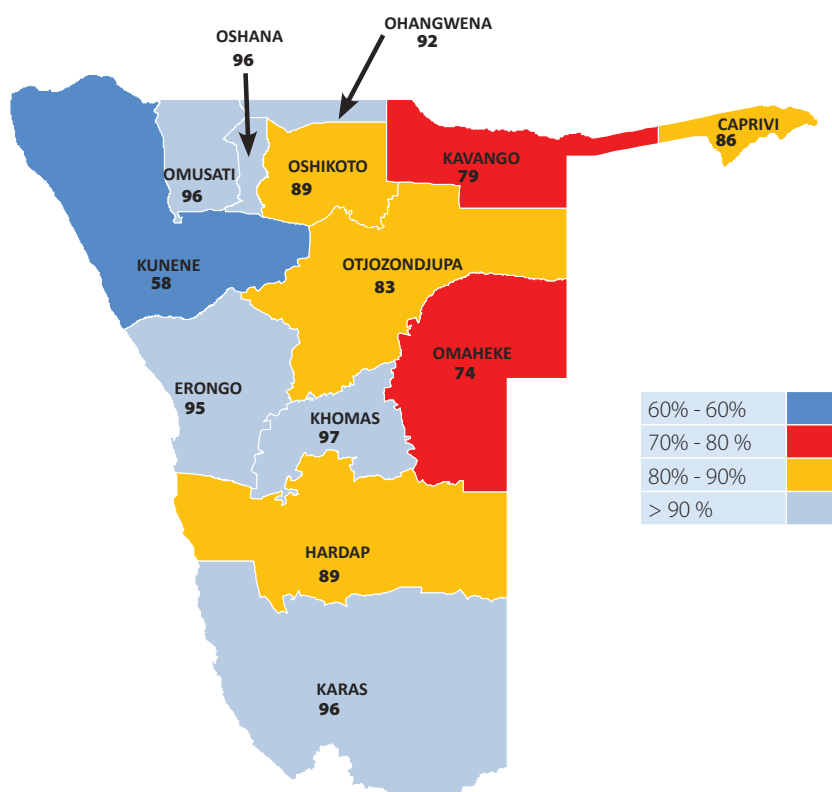 OHANGWENA
92
OSHANA
96
CAPRIVI
86
KAVANGO
79
OSHIKOTO
89
OMUSATI
96
KUNENE
58
OTJOZONDJUPA
83
OMAHEKE
74
ERONGO
95
KHOMAS
97
HARDAP
89
KARAS
96
60% - 60%
70% - 80 %
80% - 90%
> 90 %